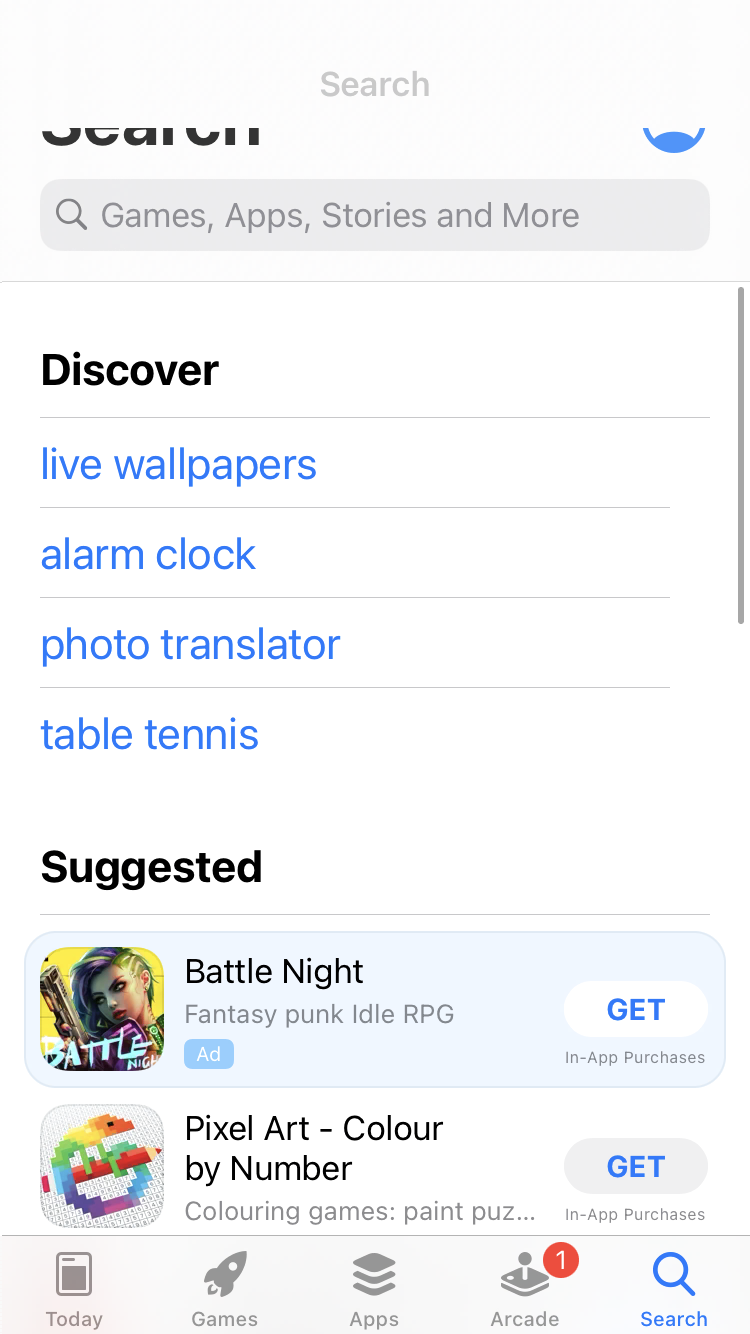 Search
Search
Games, Apps, Stories and More
Discover
live wallpapers
alarm clock
photo translator
table tennis
Suggested
BATTLE
NIGH
Battle Night
Fantasy punk Idle RPG
Ad
GET
In-App Purchases
Pixel Art - Colour
by Number
Colouring games: paint puz...
GET
In-App Purchases
1
Today
Games
Apps
Arcade
Search